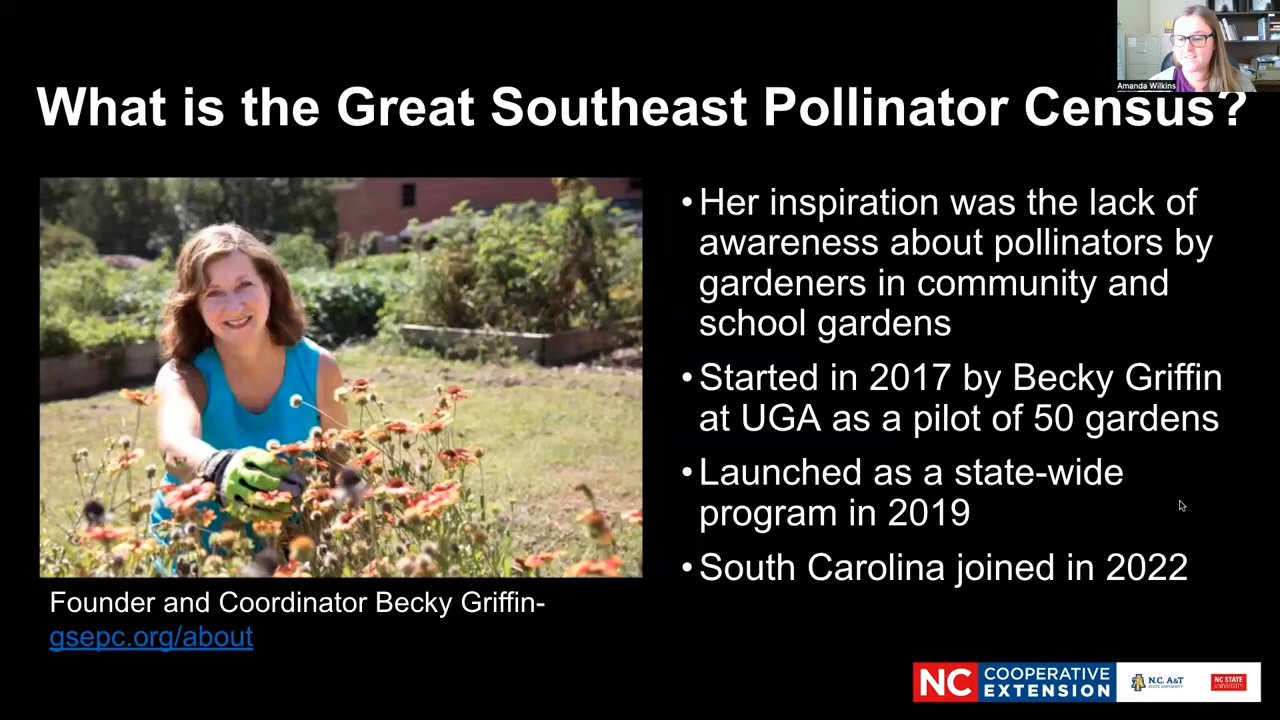 Amanda Wilkins
What is the Great Southeast Pollinator Census?
• Her inspiration was the lack of
awareness about pollinators by
gardeners in community and
school gardens
• Started in 2017 by Becky Griffin
at UGA as a pilot of 50 gardens
• Launched as a state-wide
program in 2019
• South Carolina joined in 2022
Founder and Coordinator Becky Griffin-
gsepc.org/about
NC COOPERATIVE
EXTENSION
N.C. A&T
STATE UNIVERSITY
NC STATE
UNIVERSITY